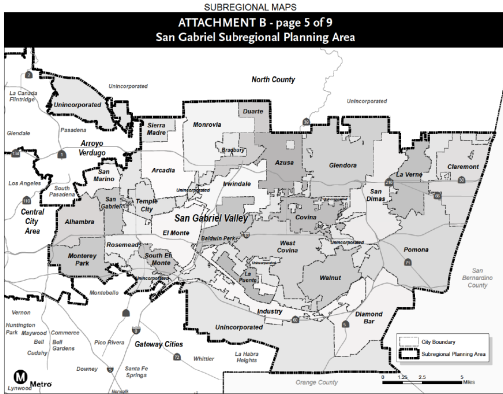 SUBREGIONAL MAPS
ATTACHMENT B - page 5 of 9
San Gabriel Subregional Planning Area
North County
Unincorporated
Unincorporated
La Canada
Flintridge
Unincorporated
Duarte
Glendale
Pasadena
Sierra
Madre
Monrovia
Arroyo
Verdugo
Bradbury
Azusa
Glendora
La Verne
Claremont
San
Marino
Arcadia
Los Angeles
South
Pasadena
Unincorporated
Irwindale
San
Dimas
San
Gabriel
Temple
City
Central
City
Area
Alhambra
San Gabriel Valley
Covina
Rosemead
El Monte
Baldwin Park
West
Covina
Unincorporated
Pomona
Monterey
Park
South El
Monte
Unincorporated
La
Puente
Walnut
San
Bernardino
County
Unincorporated
Montebello
Industry
Diamond
Bar
Vernon
Unincorporated
Huntington
Park
Maywood
Commerce
Bell
Bell
Gardens
Cudahy
Pico Rivera
Gateway Cities
Whittier
La Habra
Heights
City Boundary
Subregional Planning Area
Downey
Santa Fe
Springs
Orange County
0 1.25 2.5 5
Miles
M Metro
Lynwood
Norwalk